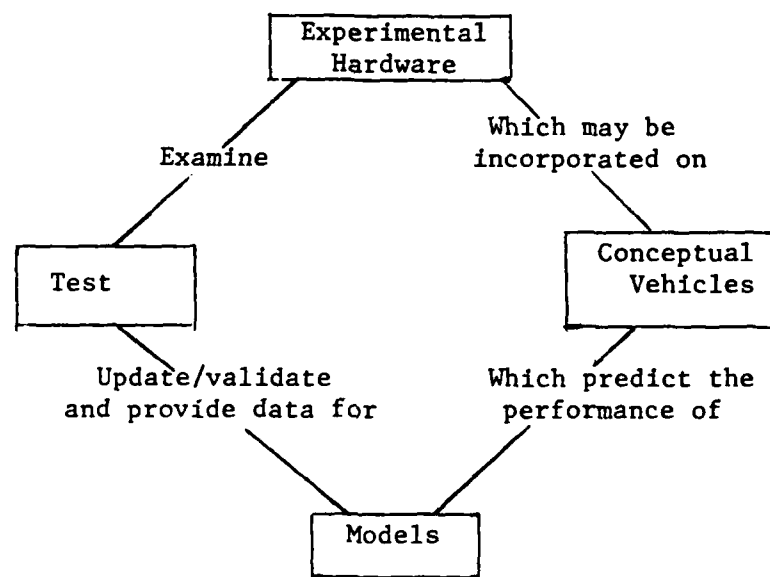 Experimental
Hardware
Which may be
incorporated on
Examine
Conceptual
Vehicles
Test
Update/validate
and provide data for
Which predict the
performance of
Models